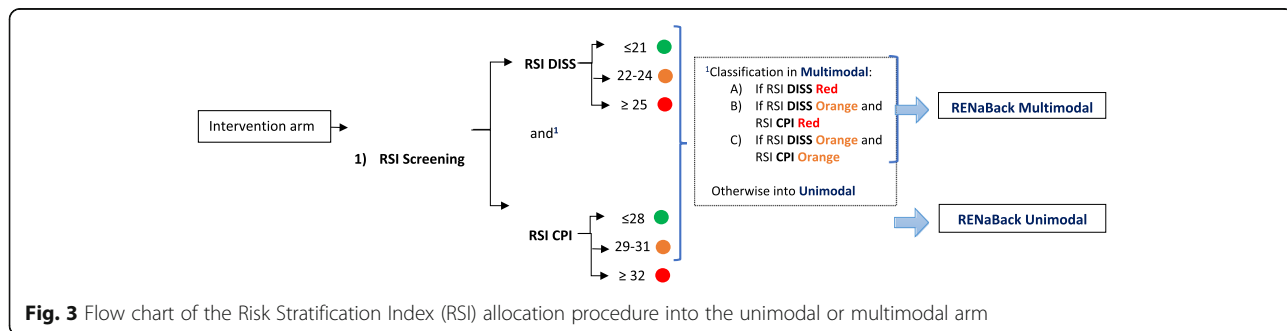 Intervention arm
1) RSI Screening
RSI DISS
≤21
22-24
≥ 25
and¹
RSI CPI
≤28
29-31
≥ 32
¹Classification in Multimodal:
A) If RSI DISS Red
B) If RSI DISS Orange and
RSI CPI Red
C) If RSI DISS Orange and
RSI CPI Orange
Otherwise into Unimodal
RENaBack Multimodal
RENaBack Unimodal
Fig. 3 Flow chart of the Risk Stratification Index (RSI) allocation procedure into the unimodal or multimodal arm